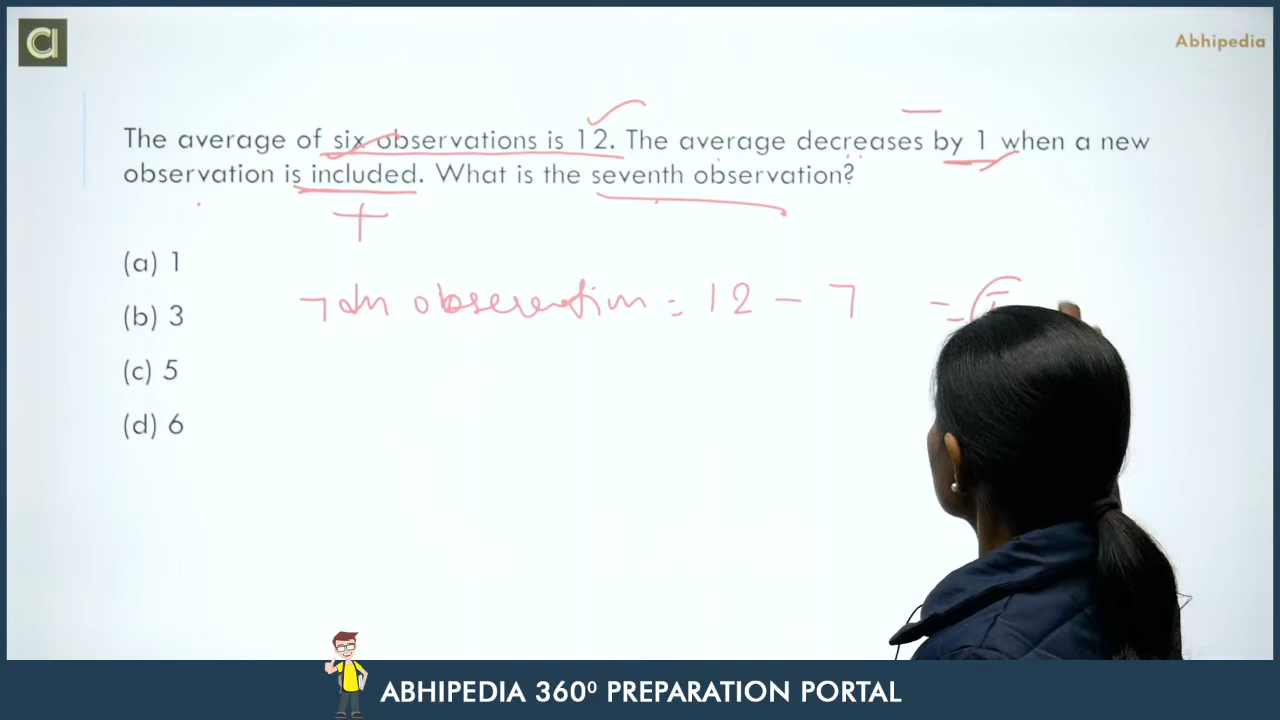 Abhipedia
The average of six observations is 12. The average decreases by 1 when a new
observation is included. What is the seventh observation?
+
(a) 1
7th observation = 12 - 7 =
(b) 3
(c) 5
(d) 6
ABHIPEDIA 360⁰ PREPARATION PORTAL